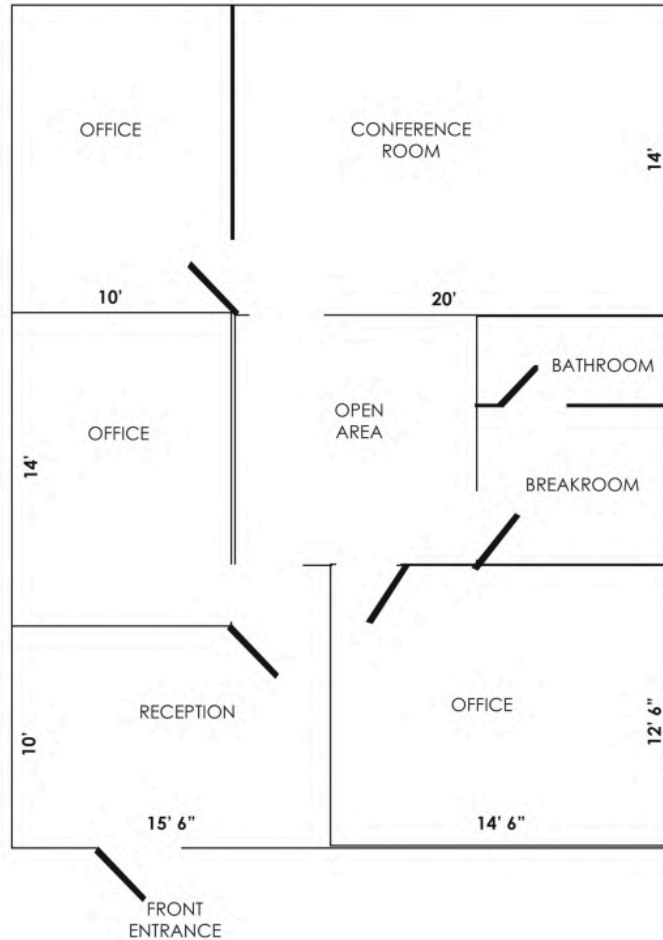 OFFICE
CONFERENCE
ROOM
14'
10'
20'
BATHROOM
OFFICE
OPEN
AREA
14'
BREAKROOM
RECEPTION
OFFICE
10'
12' 6”
15' 6”
14' 6”
FRONT
ENTRANCE